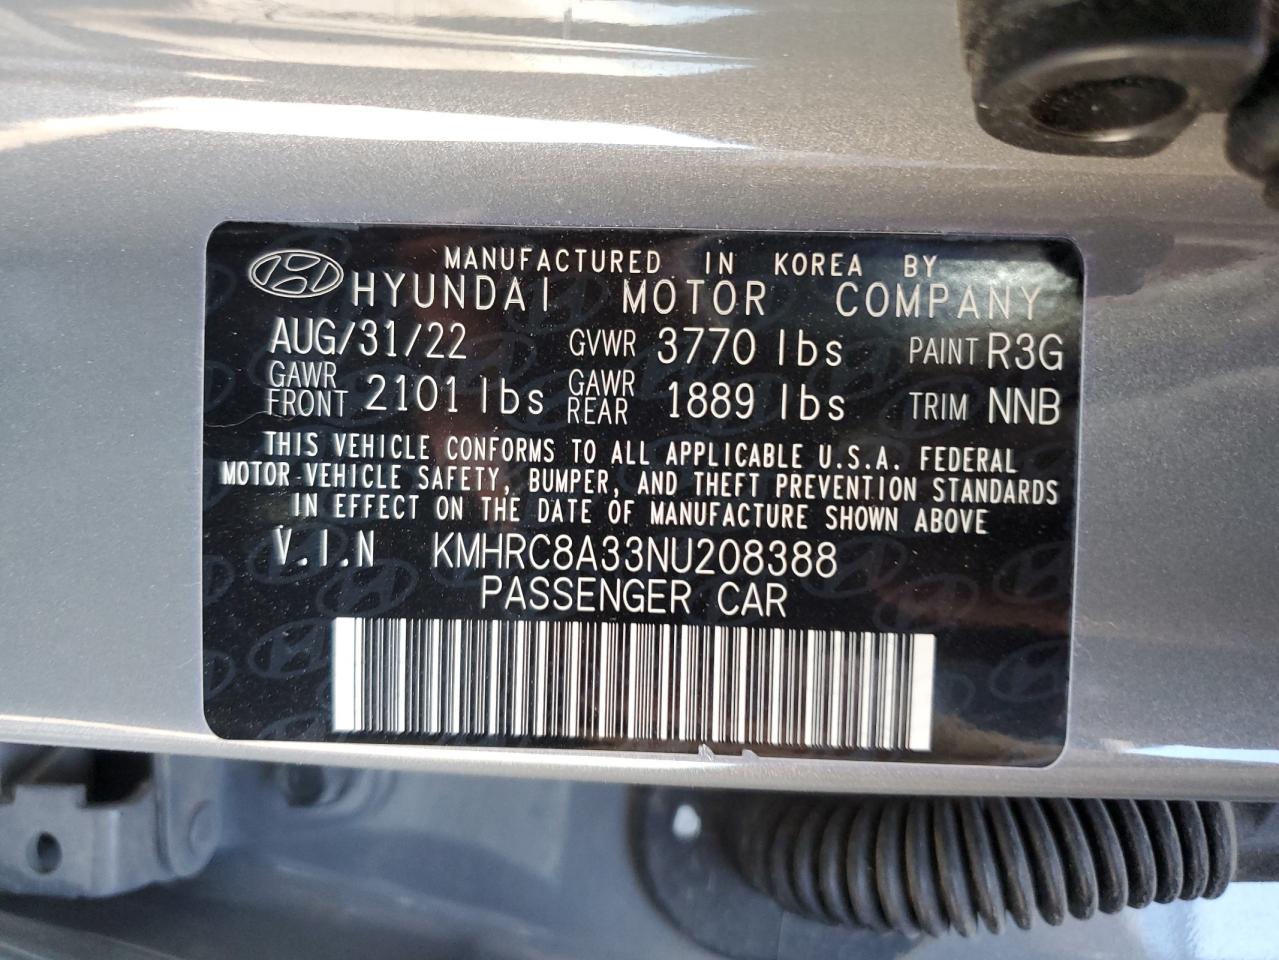 MANUFACTURED IN KOREA BY
HYUNDAI MOTOR COMPANY
AUG/31/22 GVWR 3770 lbs PAINT R3G
GAWR FRONT 2101 lbs GAWR REAR 1889 lbs TRIM NNB
THIS VEHICLE CONFORMS TO ALL APPLICABLE U.S.A. FEDERAL
MOTOR VEHICLE SAFETY, BUMPER, AND THEFT PREVENTION STANDARDS
IN EFFECT ON THE DATE OF MANUFACTURE SHOWN ABOVE
V.I.N KMHRC8A33NU208388
PASSENGER CAR